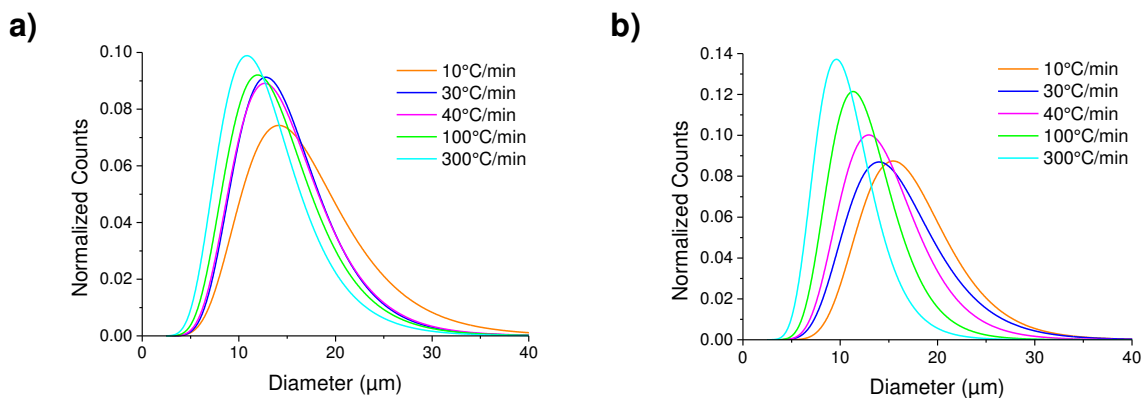 a)
0.10
0.08
0.06
0.04
0.02
0.00
Normalized Counts
10°C/min
30°C/min
40°C/min
100°C/min
300°C/min
0 10 20 30 40
Diameter (µm)
b)
0.14
0.12
0.10
0.08
0.06
0.04
0.02
0.00
Normalized Counts
10°C/min
30°C/min
40°C/min
100°C/min
300°C/min
0 10 20 30 40
Diameter (µm)